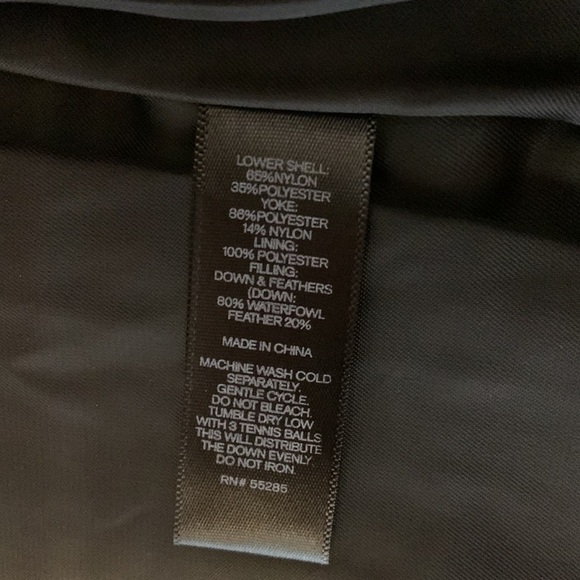 LOWER SHELL:
65%NYLON
35%POLYESTER
YOKE:
86%POLYESTER
14% NYLON
LINING:
100% POLYESTER
FILLING:
DOWN & FEATHERS
(DOWN:
80% WATERFOWL
FEATHER 20%
MADE IN CHINA
MACHINE WASH COLD
SEPARATELY.
GENTLE CYCLE.
DO NOT BLEACH.
TUMBLE DRY LOW
WITH 3 TENNIS BALLS
THIS WILL DISTRIBUTE
THE DOWN EVENLY
DO NOT IRON
RN# 55285